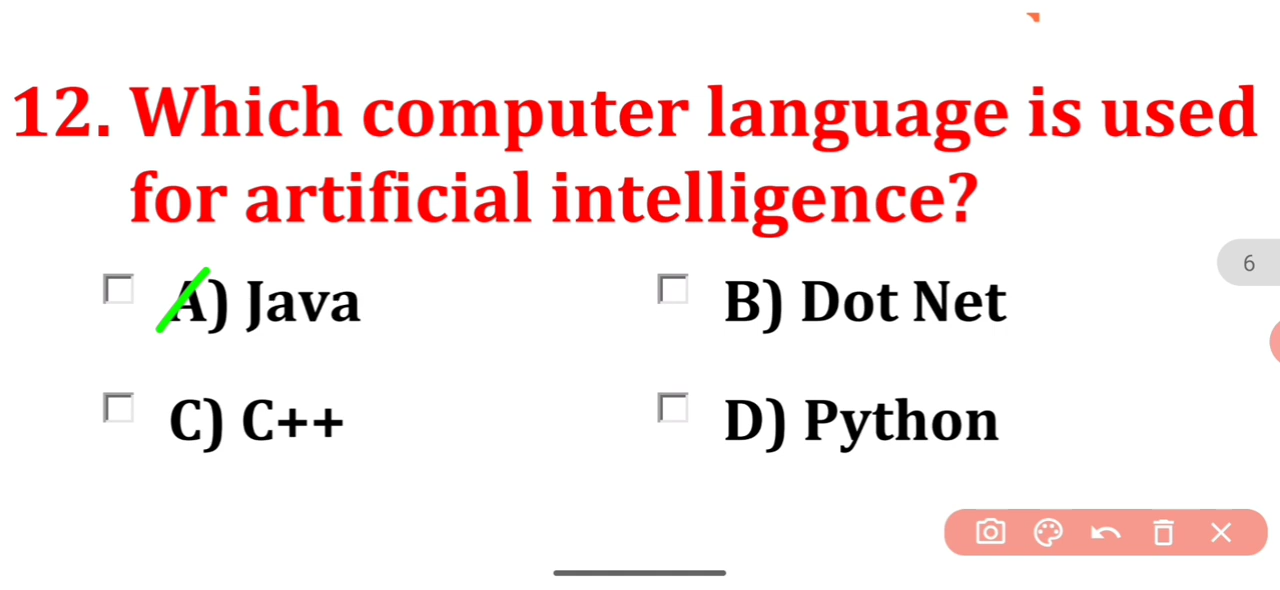 12. Which computer language is used
for artificial intelligence?
6
A) Java
B) Dot Net
C) C++
D) Python